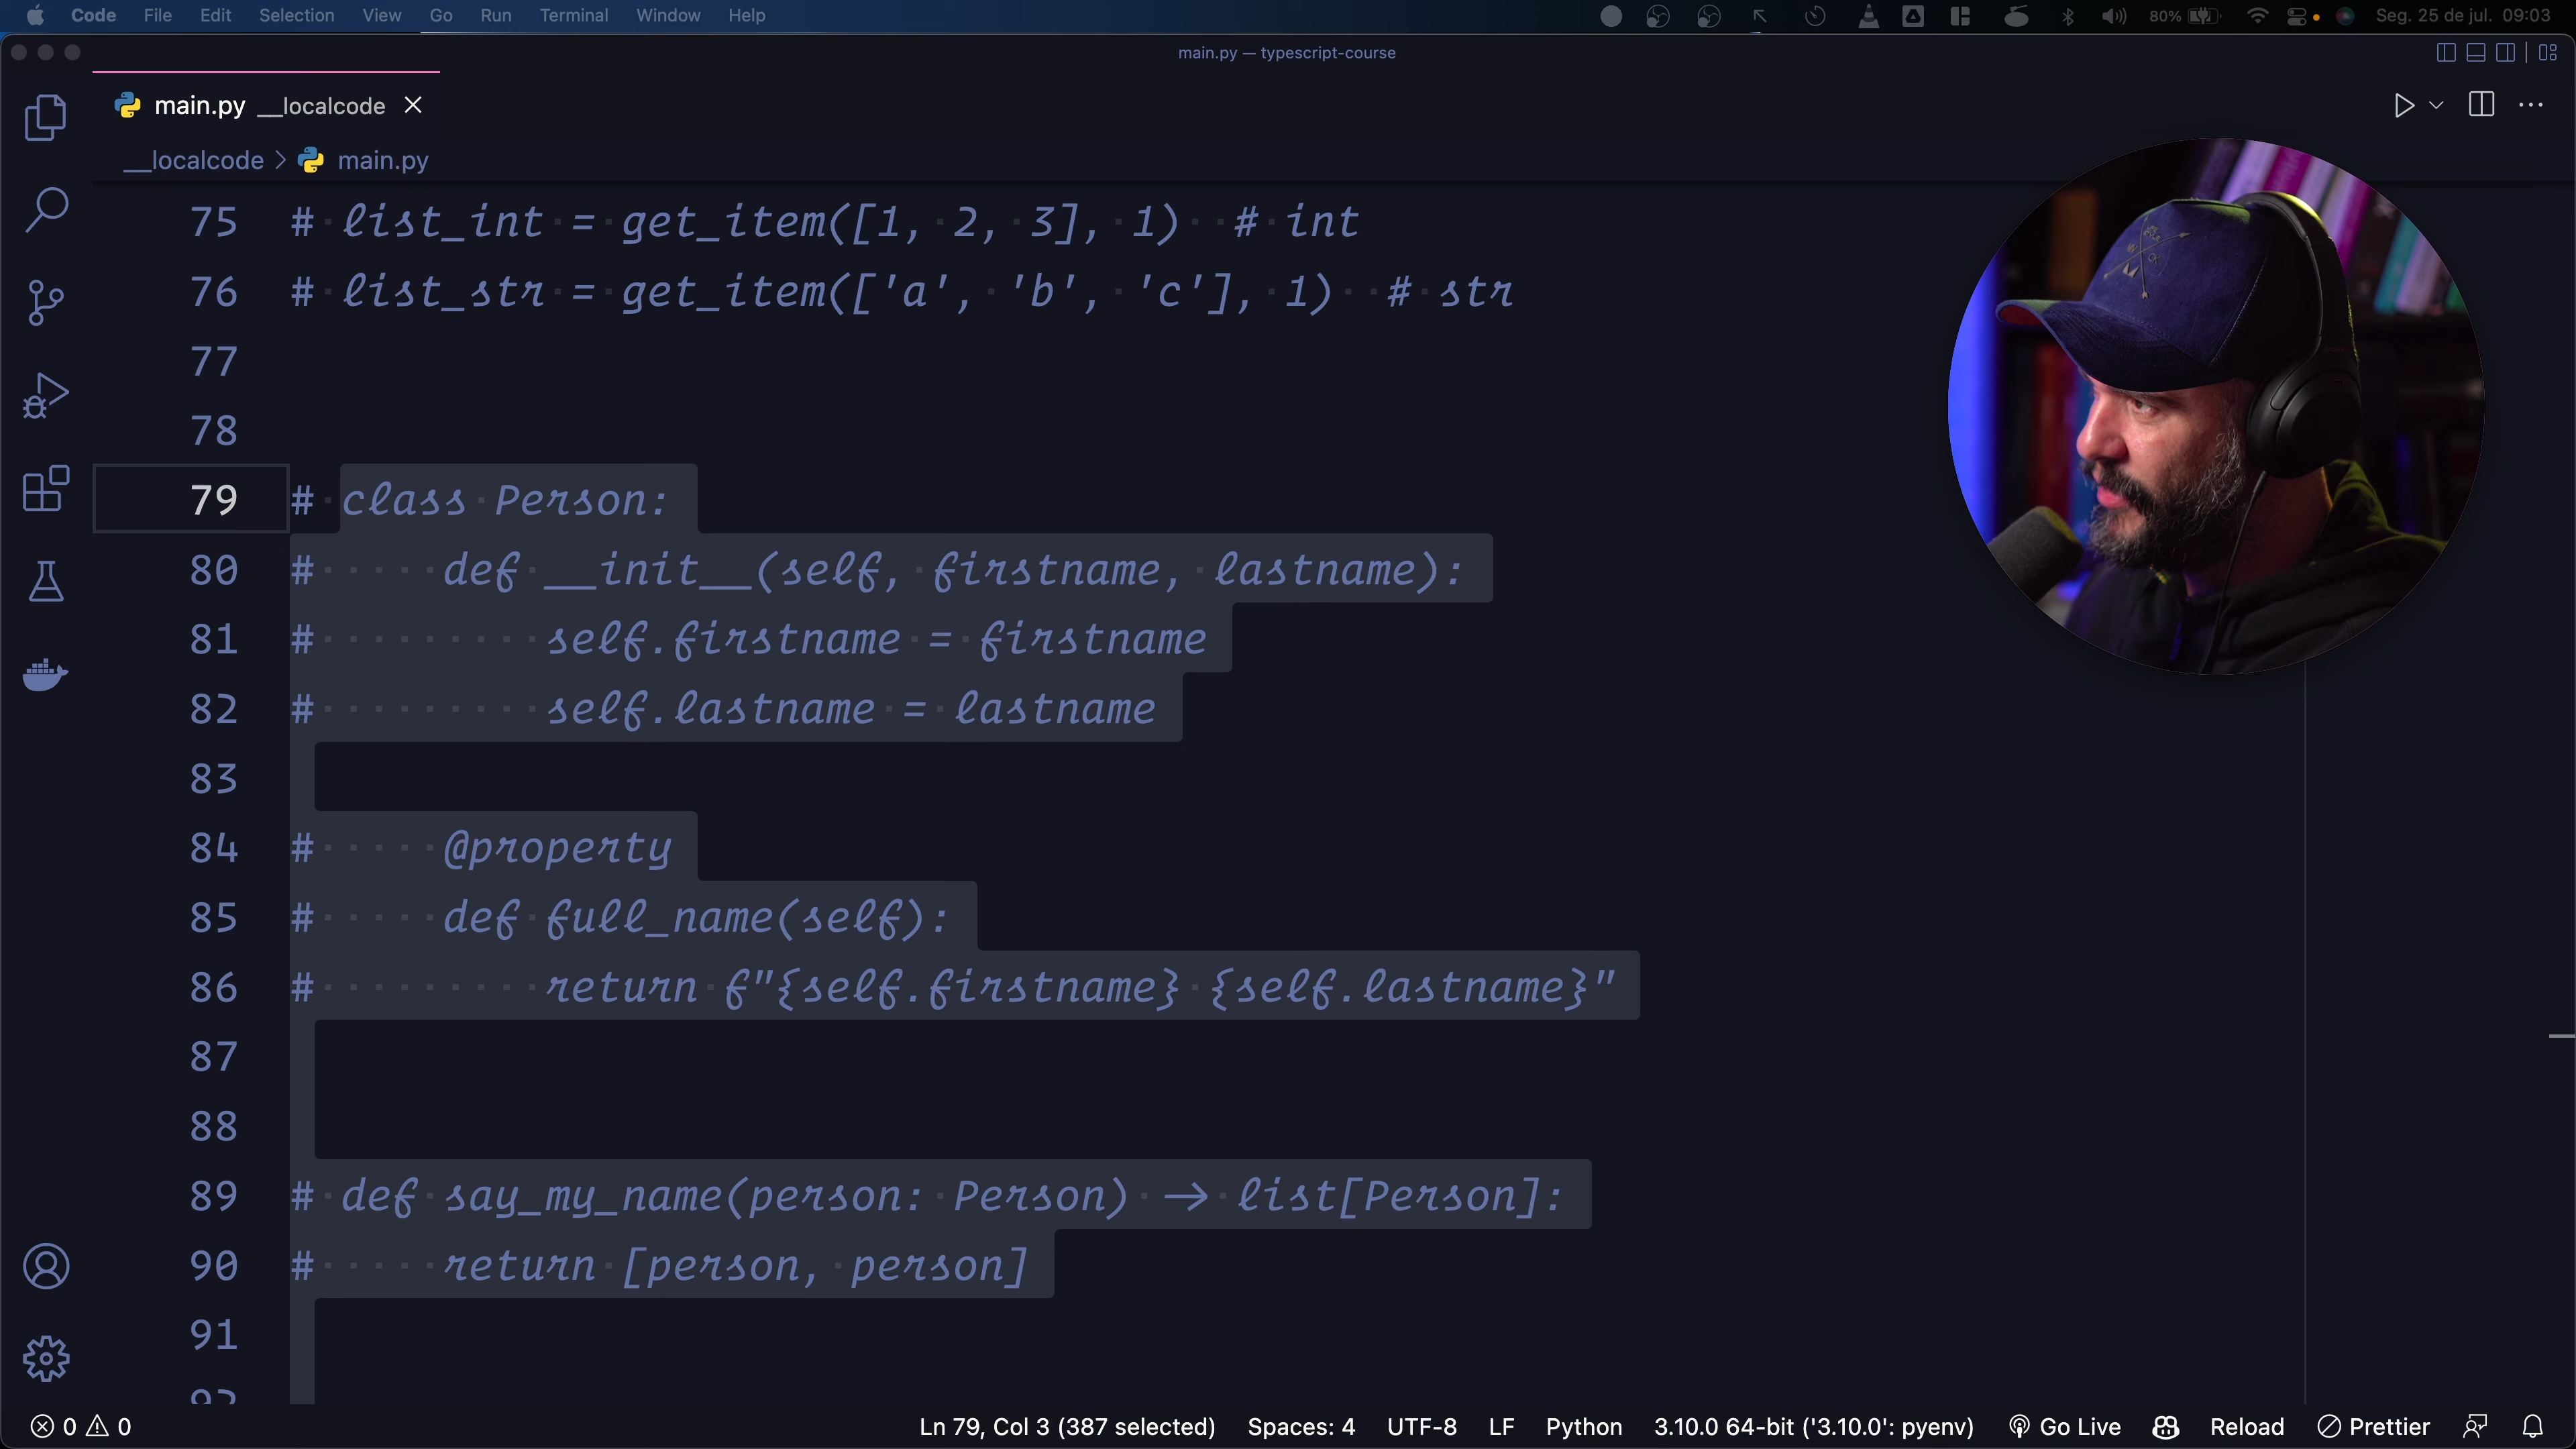 Code File Edit Selection View Go Run Terminal Window Help
80% Seg. 25 de jul. 09:03
main.py — typescript-course
main.py __localcode
__localcode > main.py
75 # list_int = get_item([1, 2, 3], 1)  # int
76 # list_str = get_item(['a', 'b', 'c'], 1)  # str
77
78
79 # class Person:
80 #     def __init__(self, firstname, lastname):
81 #         self.firstname = firstname
82 #         self.lastname = lastname
83
84 #     @property
85 #     def full_name(self):
86 #         return f"{self.firstname} {self.lastname}"
87
88
89 # def say_my_name(person: Person) -> list[Person]:
90 #     return [person, person]
91
92
0 0 Ln 79, Col 3 (387 selected) Spaces: 4 UTF-8 LF Python 3.10.0 64-bit ('3.10.0': pyenv) Go Live Reload Prettier